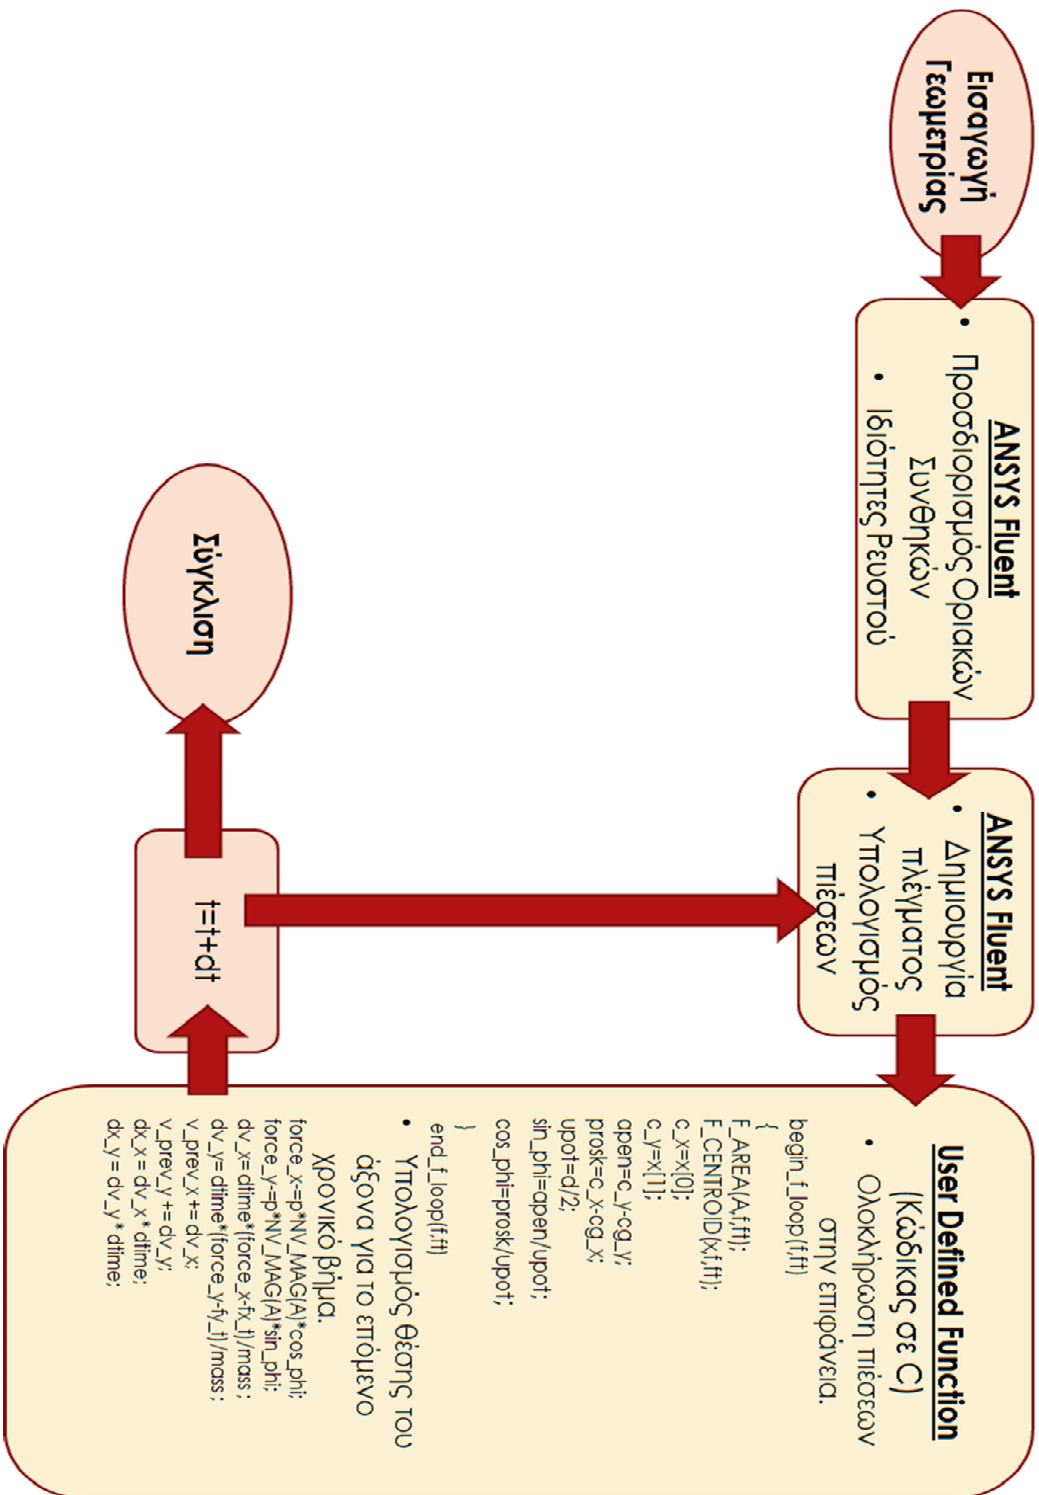 Εισαγωγή
Γεωμετρίας
ANSYS Fluent
• Προσδιορισμός Οριακών
Συνθηκών
• Ιδιότητες Ρευστού
ANSYS Fluent
• Δημιουργία
πλέγματος
• Υπολογισμός
πιέσεων
User Defined Function
(Κώδικας σε C)
• Ολοκλήρωση πιέσεων
στην επιφάνεια.
begin_f_loop(f,ft)
{
F_AREA(A,f,ft);
F_CENTROID(x,f,ft);
c_x=x[0];
c_y=x[1];
apen=c_y-cg_y;
prosk=c_x-cg_x;
upot=d/2;
sin_phi=apen/upot;
cos_phi=prosk/upot;
}
end_f_loop(f,ft)
• Υπολογισμός θέσης του
άξονα για το επόμενο
χρονικό βήμα.
force_x-=p*NV_MAG(A)*cos_phi;
force_y-=p*NV_MAG(A)*sin_phi;
dv_x= dtime*(force_x-fx_t)/mass ;
dv_y= dtime*(force_y-fy_t)/mass ;
v_prev_x += dv_x;
v_prev_y += dv_y;
dx_x = dv_x * dtime;
dx_y = dv_y * dtime;
t=t+dt
Σύγκλιση